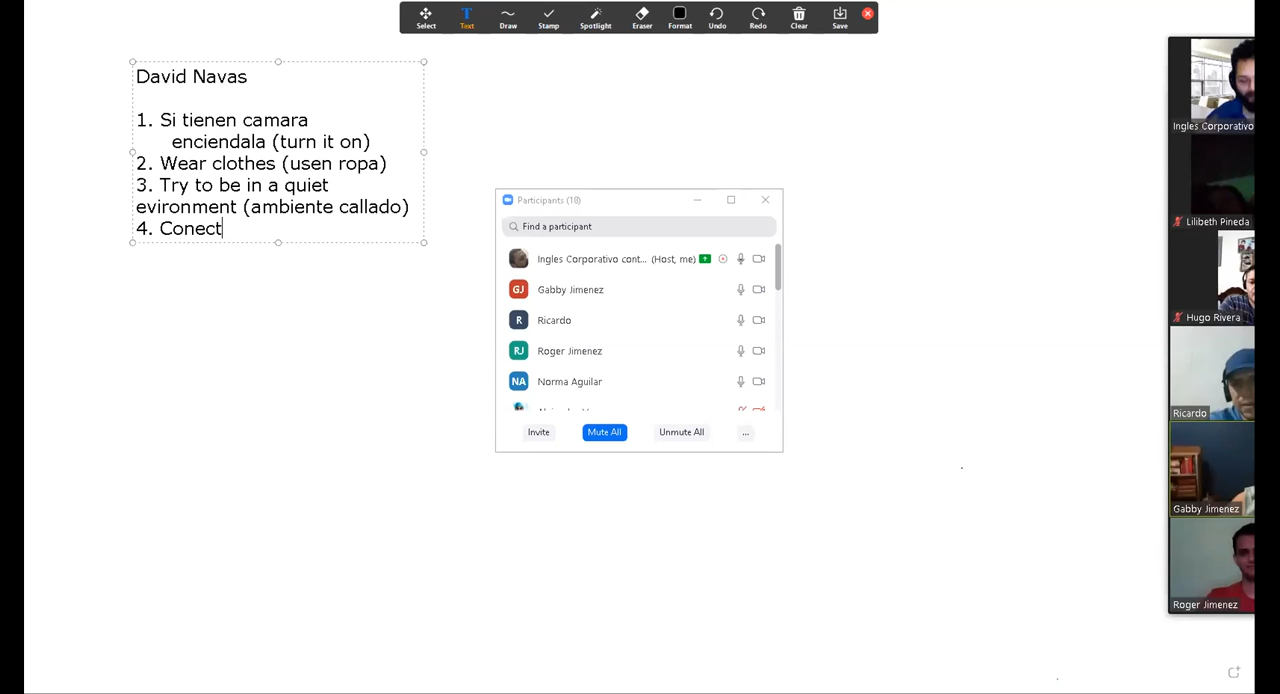 Select Text Draw Stamp Spotlight Eraser Format Undo Redo Clear Save
David Navas
1. Si tienen camara
enciendala (turn it on)
2. Wear clothes (usen ropa)
3. Try to be in a quiet
evironment (ambiente callado)
4. Conect
Participants (18)
Find a participant
Ingles Corporativo cont... (Host, me)
GJ Gabby Jimenez
R Ricardo
RJ Roger Jimenez
NA Norma Aguilar
Invite Mute All Unmute All ...
Ingles Corporativo
Lilibeth Pineda
Hugo Rivera
Ricardo
Gabby Jimenez
Roger Jimenez